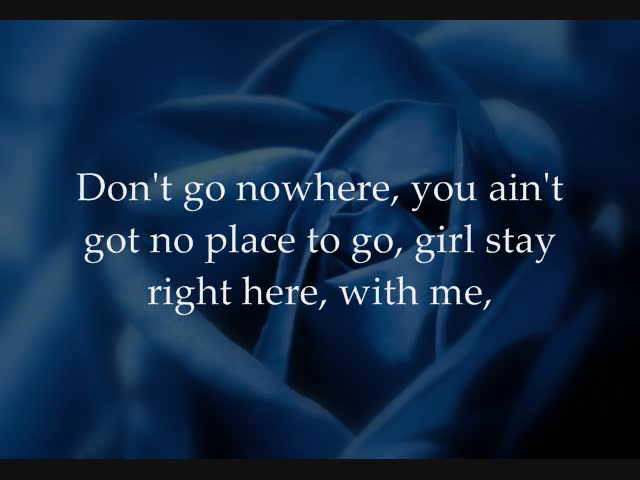 Don't go nowhere, you ain't
got no place to go, girl stay
right here, with me,